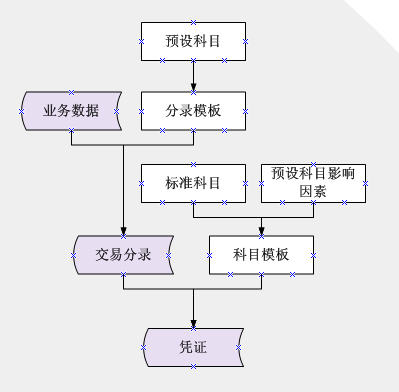 预设科目
业务数据
分录模板
标准科目
预设科目影响
因素
交易分录
科目模板
凭证